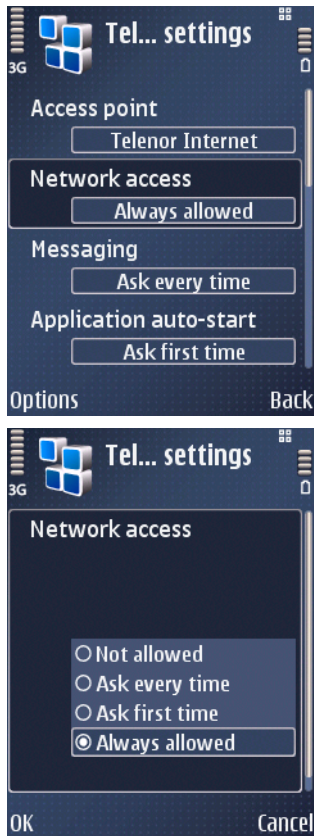 Tel... settings
3G
Access point
Telenor Internet
Network access
Always allowed
Messaging
Ask every time
Application auto-start
Ask first time
Options Back
Tel... settings
3G
Network access
Not allowed
Ask every time
Ask first time
Always allowed
OK Cancel